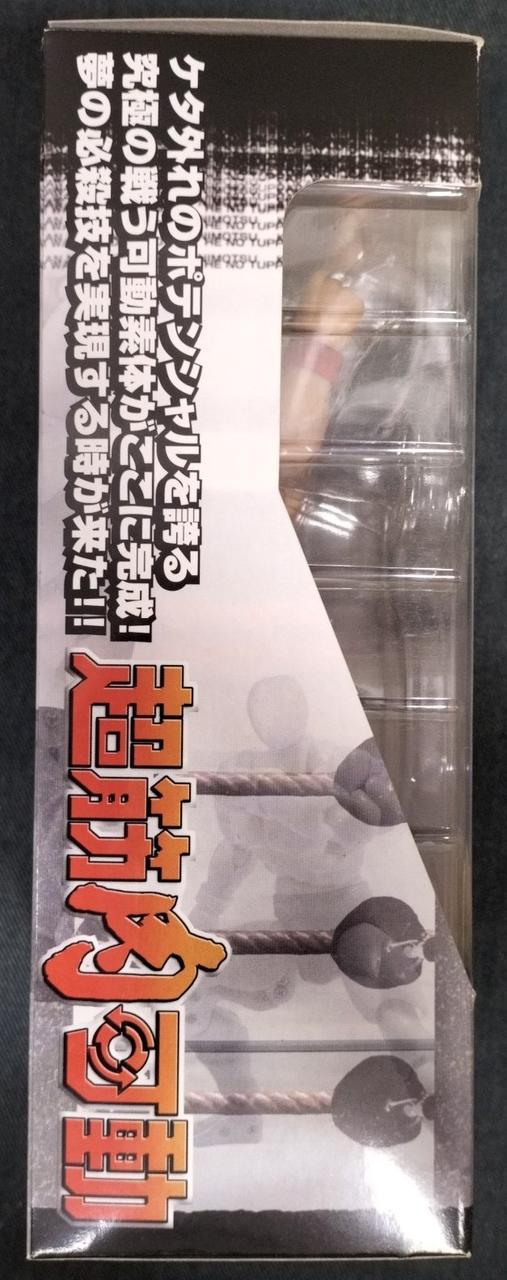 ケタ外れのポテンシャルを誇る
究極の戦う可動素体がここに完成!
夢の必殺技を実現する時が来た!!
超筋肉可動